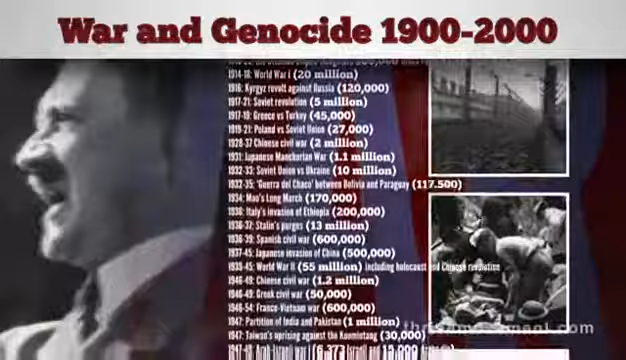 War and Genocide 1900-2000
1914-18: World War I (20 million)
1916: Kyrgyz revolt against Russia (120,000)
1917-21: Soviet revolution (5 million)
1917-19: Greece vs Turkey (45,000)
1919-21: Poland vs Soviet Union (27,000)
1928-37 Chinese civil war (2 million)
1931: Japanese Manchurian War (1.1 million)
1932-33: Soviet Union vs Ukraine (10 million)
1932-35: 'Guerra del Chaco' between Bolivia and Paraguay (117.500)
1934: Mao's Long March (170,000)
1936: Italy's invasion of Ethiopia (200,000)
1936-37: Stalin's purges (13 million)
1936-39: Spanish civil war (600,000)
1937-45: Japanese invasion of China (500,000)
1939-45: World War II (55 million) including holocaust and Chinese revolution
1946-49: Chinese civil war (1.2 million)
1946-49: Greek civil war (50,000)
1946-54: France-Vietnam war (600,000)
1947: Partition of India and Pakistan (1 million)
1947: Taiwan's uprising against the Kuomintang (30,000)
1947-49: Arab-Israeli war